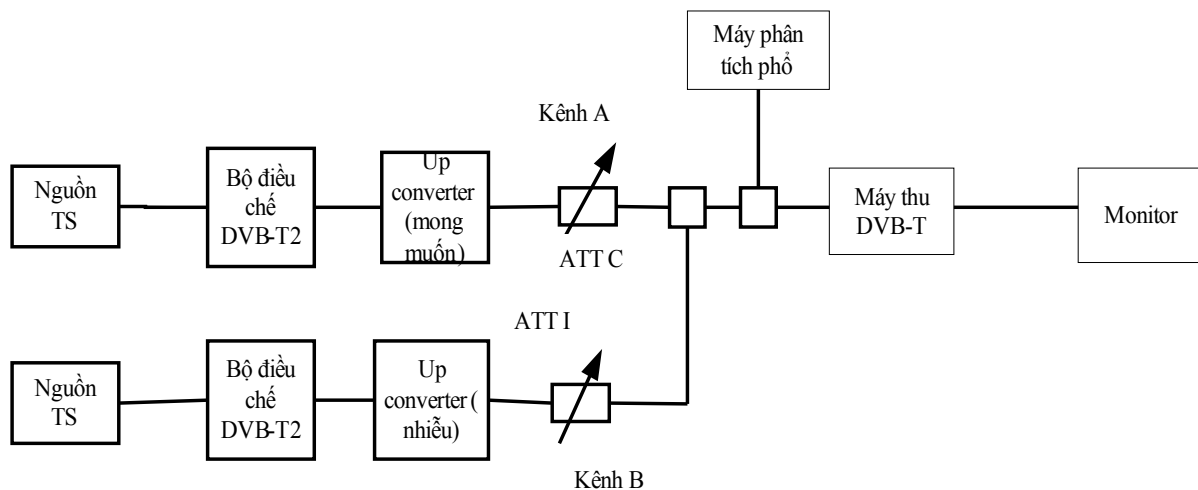 Máy phân
tích phổ
Kênh A
Nguồn
TS
Bộ điều
chế
DVB-T2
Up
converter
(mong
muốn)
ATT C
Máy thu
DVB-T
Monitor
ATT I
Nguồn
TS
Bộ điều
chế
DVB-T2
Up
converter (
nhiễu)
Kênh B